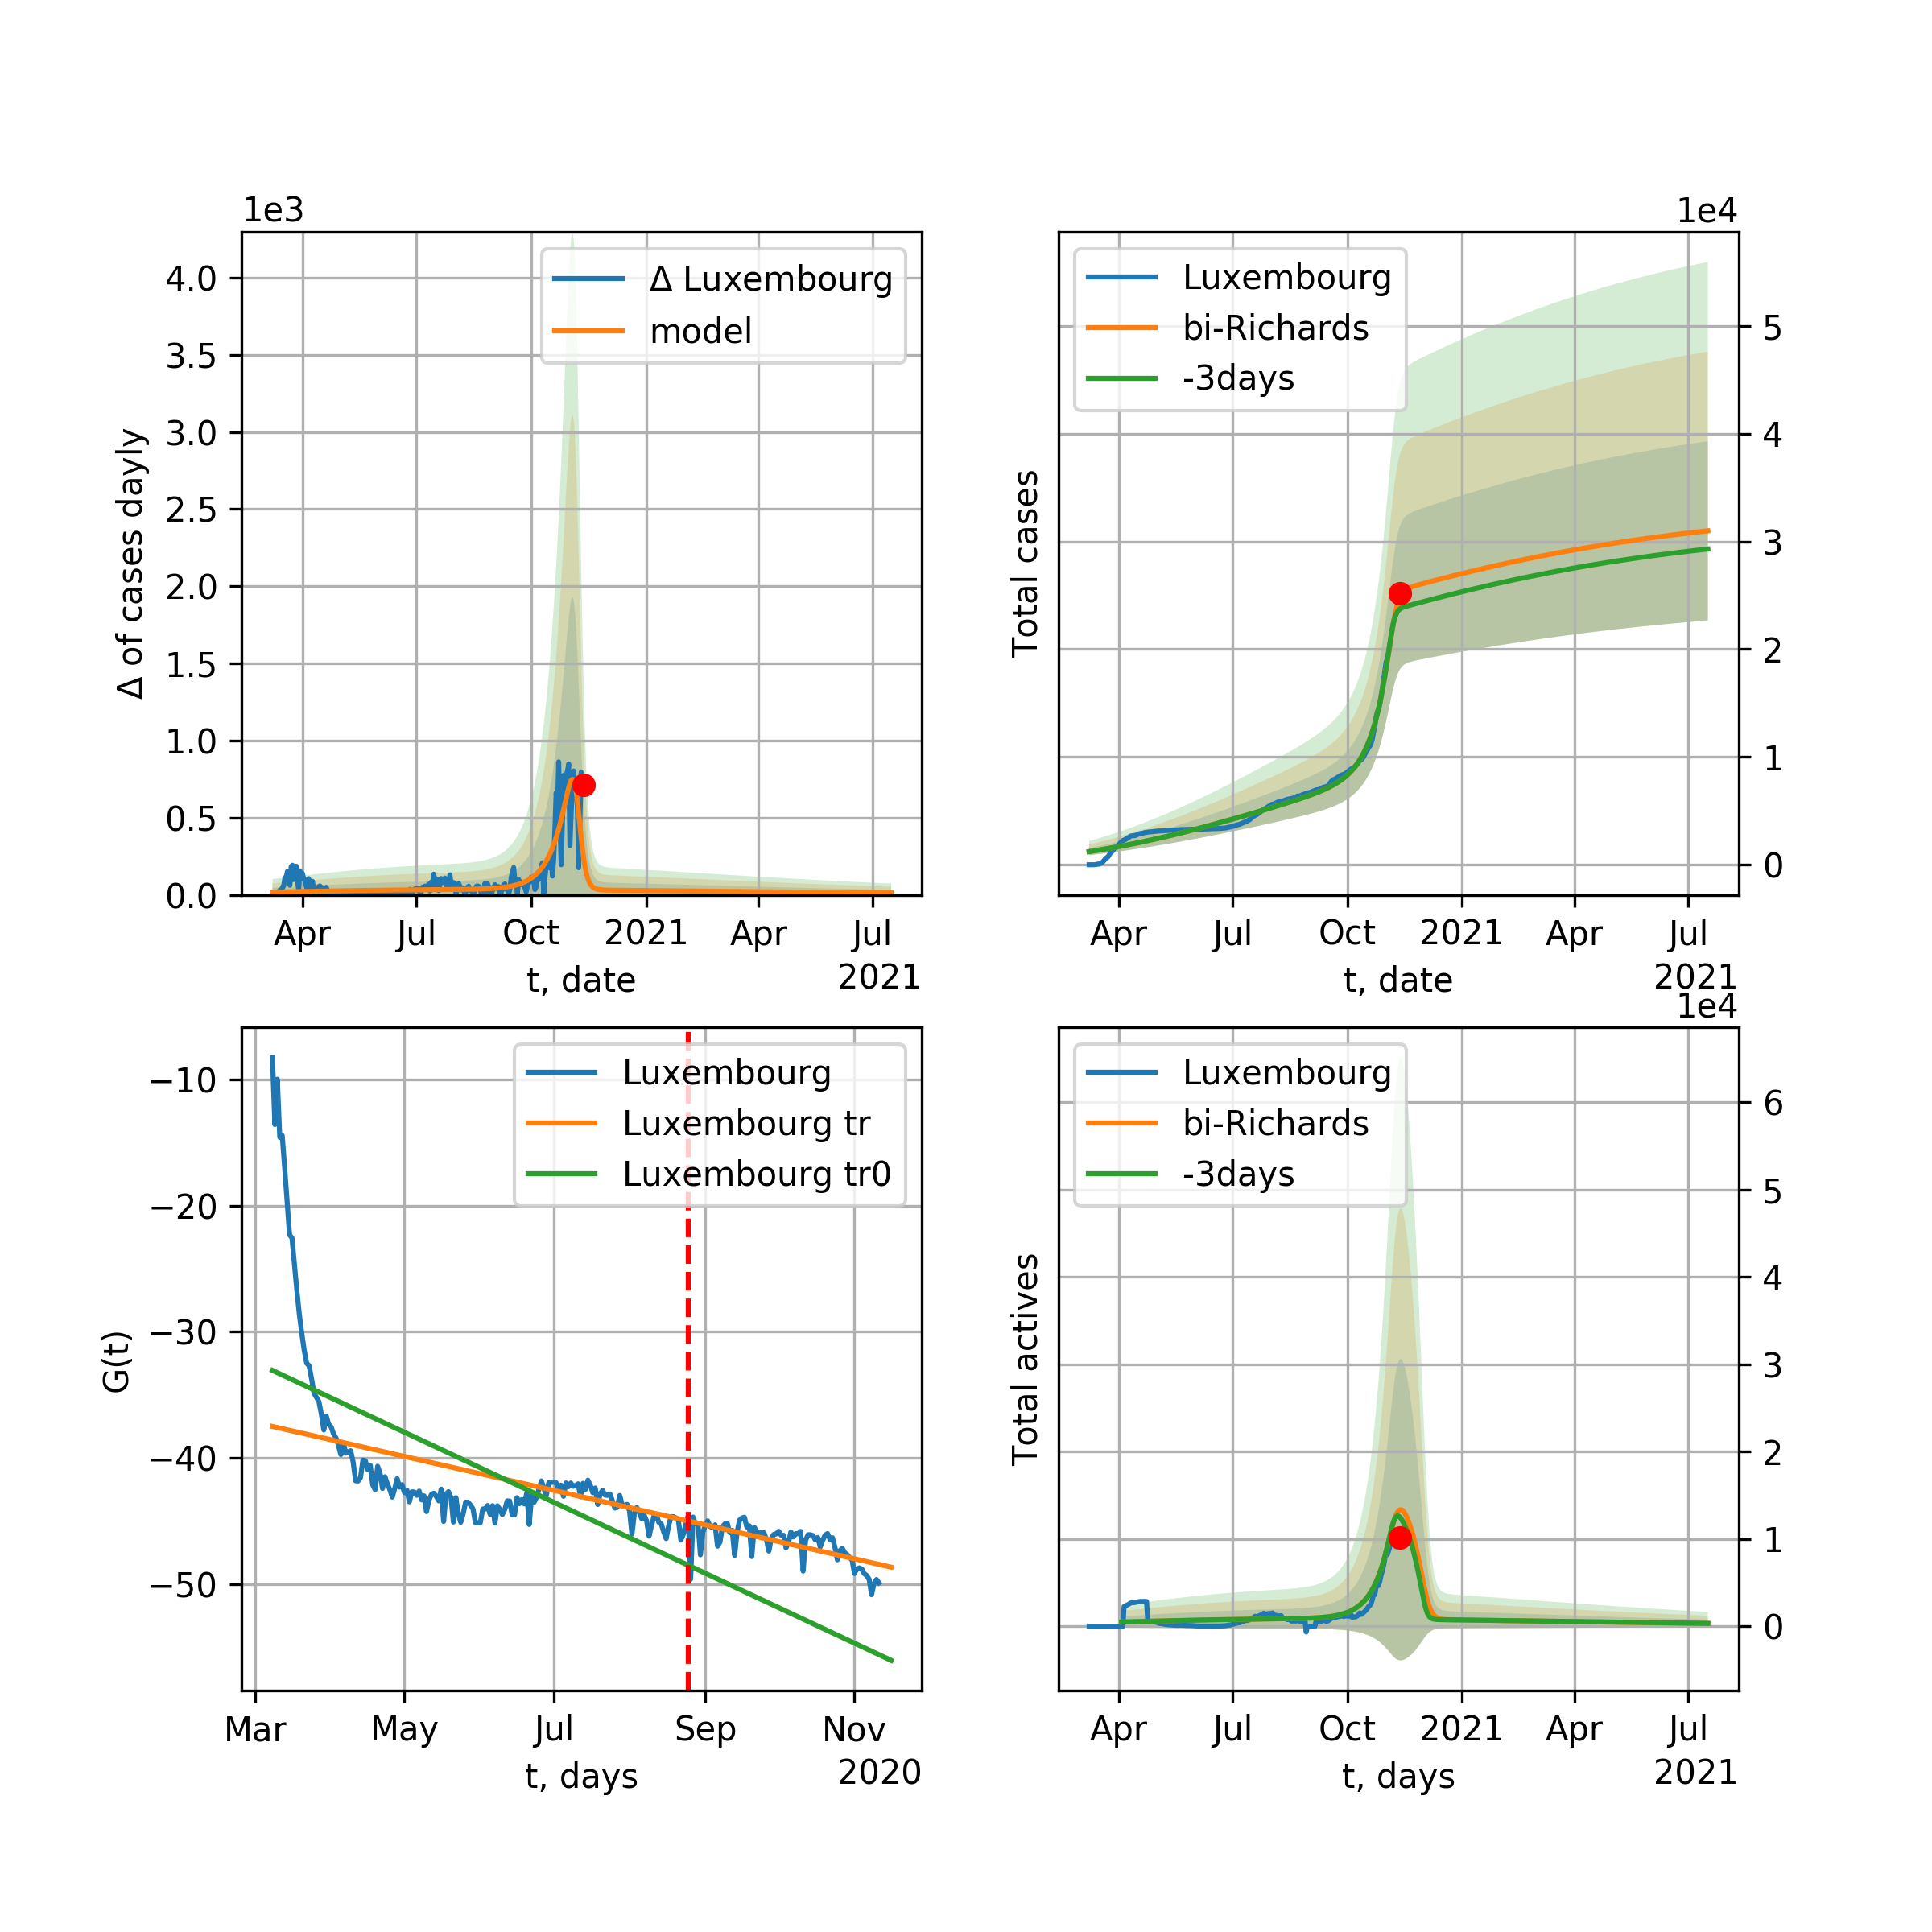 1e3
Δ of cases dayly
4.0
3.5
3.0
2.5
2.0
1.5
1.0
0.5
0.0
Δ Luxembourg
model
Apr Jul Oct 2021 Apr Jul
2021
t, date
1e4
Total cases
Luxembourg
bi-Richards
-3days
5
4
3
2
1
0
Apr Jul Oct 2021 Apr Jul
2021
t, date
G(t)
−10
−20
−30
−40
−50
Luxembourg
Luxembourg tr
Luxembourg tr0
Mar May Jul Sep Nov
2020
t, days
1e4
Total actives
Luxembourg
bi-Richards
-3days
6
5
4
3
2
1
0
Apr Jul Oct 2021 Apr Jul
2021
t, days